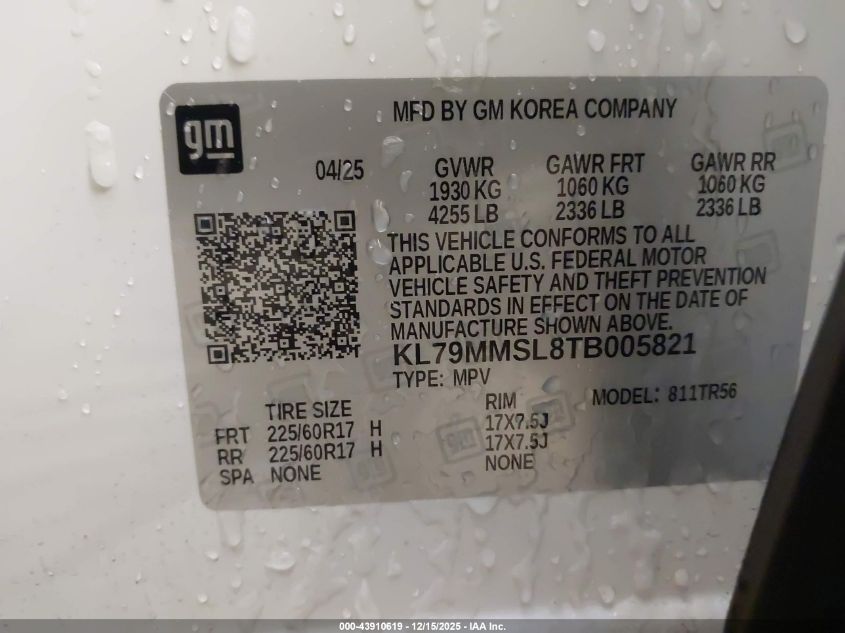 gm
MFD BY GM KOREA COMPANY
04/25 GVWR GAWR FRT GAWR RR
1930 KG 1060 KG 1060 KG
4255 LB 2336 LB 2336 LB
THIS VEHICLE CONFORMS TO ALL
APPLICABLE U.S. FEDERAL MOTOR
VEHICLE SAFETY AND THEFT PREVENTION
STANDARDS IN EFFECT ON THE DATE OF
MANUFACTURE SHOWN ABOVE.
KL79MMSL8TB005821
TYPE: MPV
MODEL: 811TR56
TIRE SIZE RIM
FRT 225/60R17 H 17X7.5J
RR 225/60R17 H 17X7.5J
SPA NONE NONE
000-43910619 - 12/15/2025 - IAA Inc.